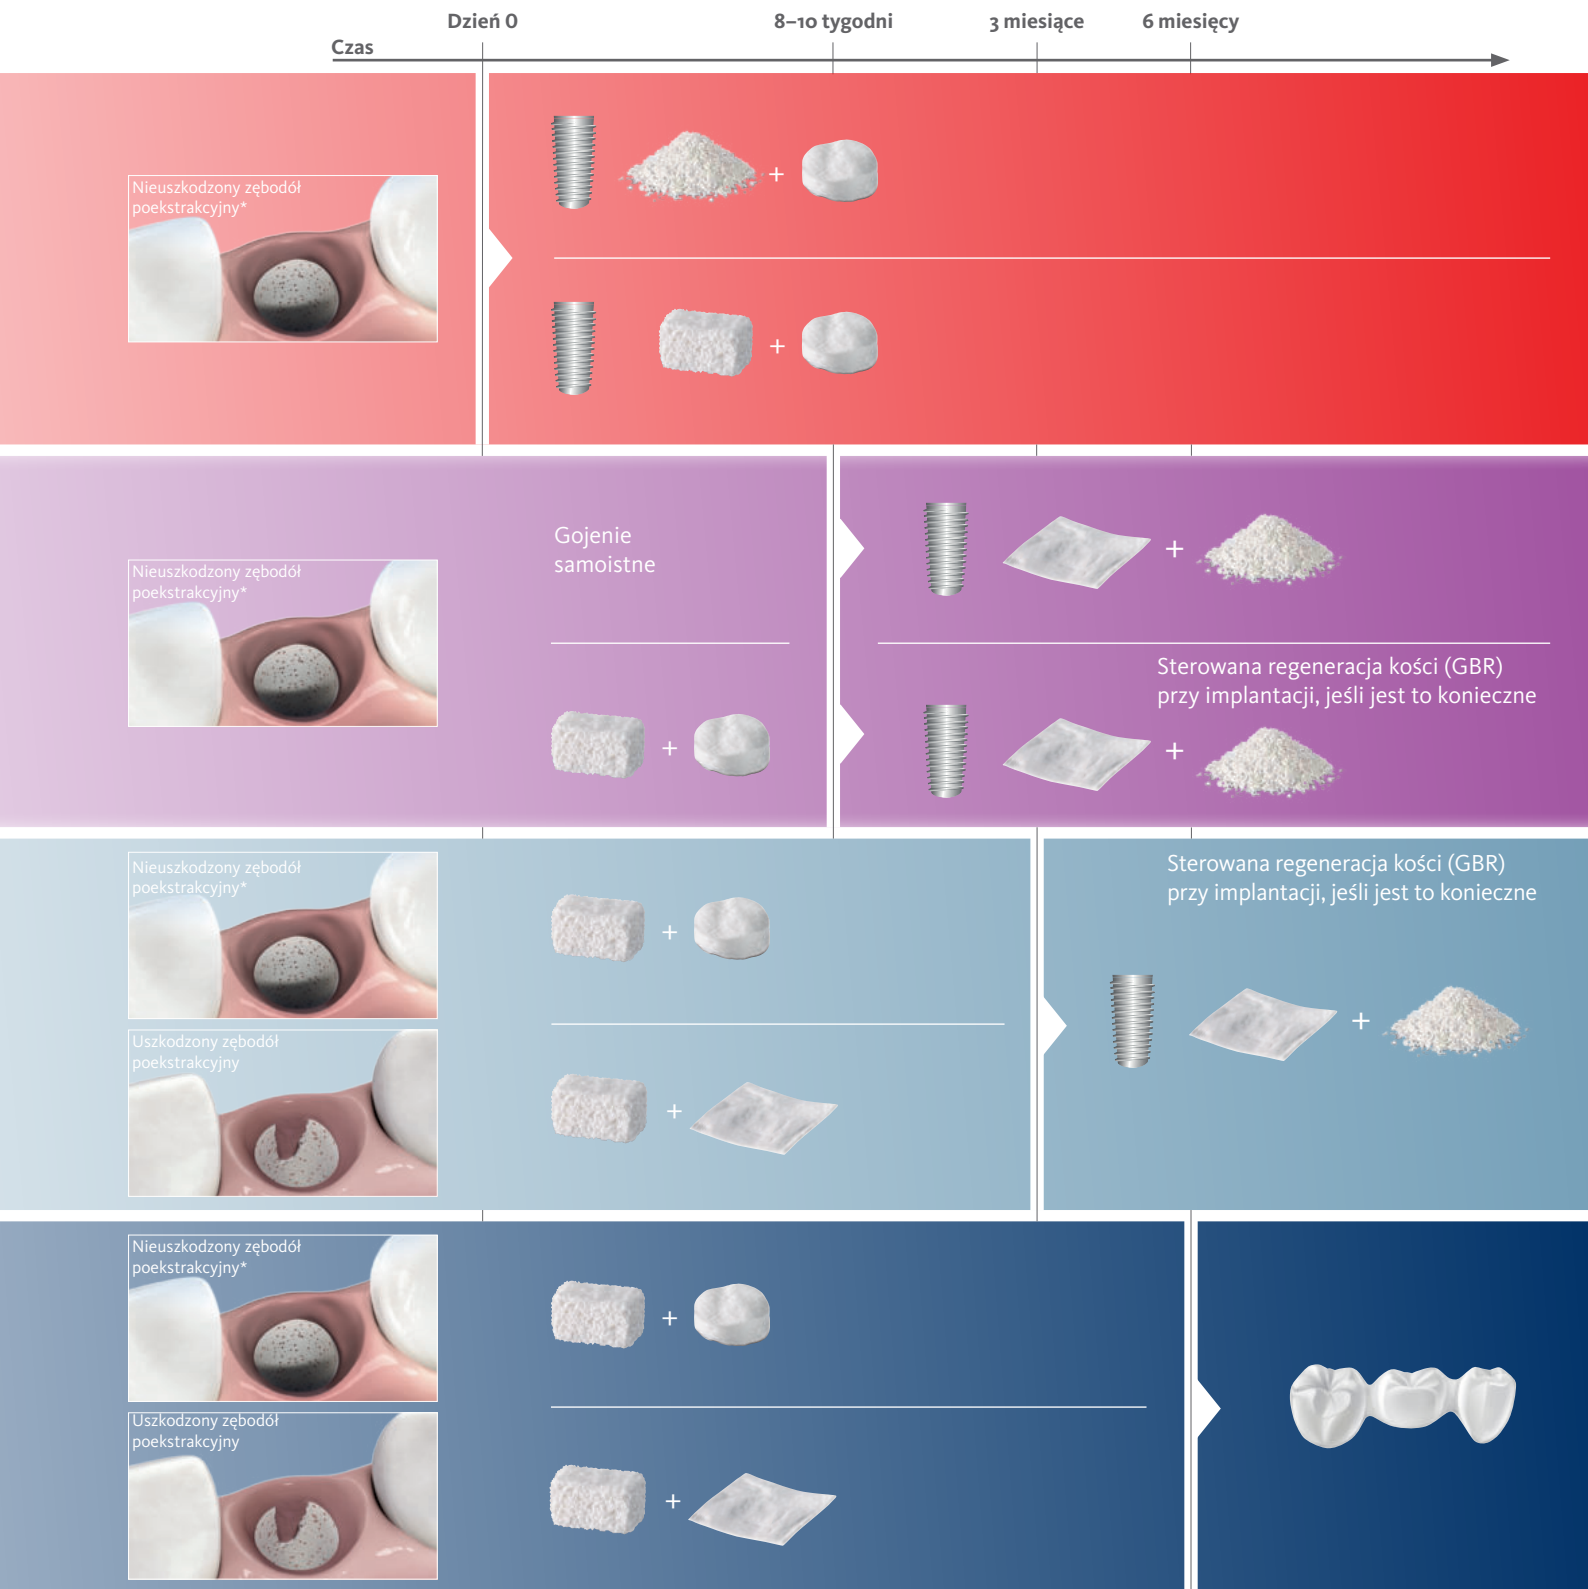 Dzień 0
8–10 tygodni
3 miesiące
6 miesięcy
Czas
Nieuszkodzony zębodół
poekstrakcyjny*
+
+
Nieuszkodzony zębodół
poekstrakcyjny*
Gojenie
samoistne
+
Sterowana regeneracja kości (GBR)
przy implantacji, jeśli jest to konieczne
+
+
Nieuszkodzony zębodół
poekstrakcyjny*
+
Uszkodzony zębodół
poekstrakcyjny
+
Sterowana regeneracja kości (GBR)
przy implantacji, jeśli jest to konieczne
+
Nieuszkodzony zębodół
poekstrakcyjny*
+
Uszkodzony zębodół
poekstrakcyjny
+